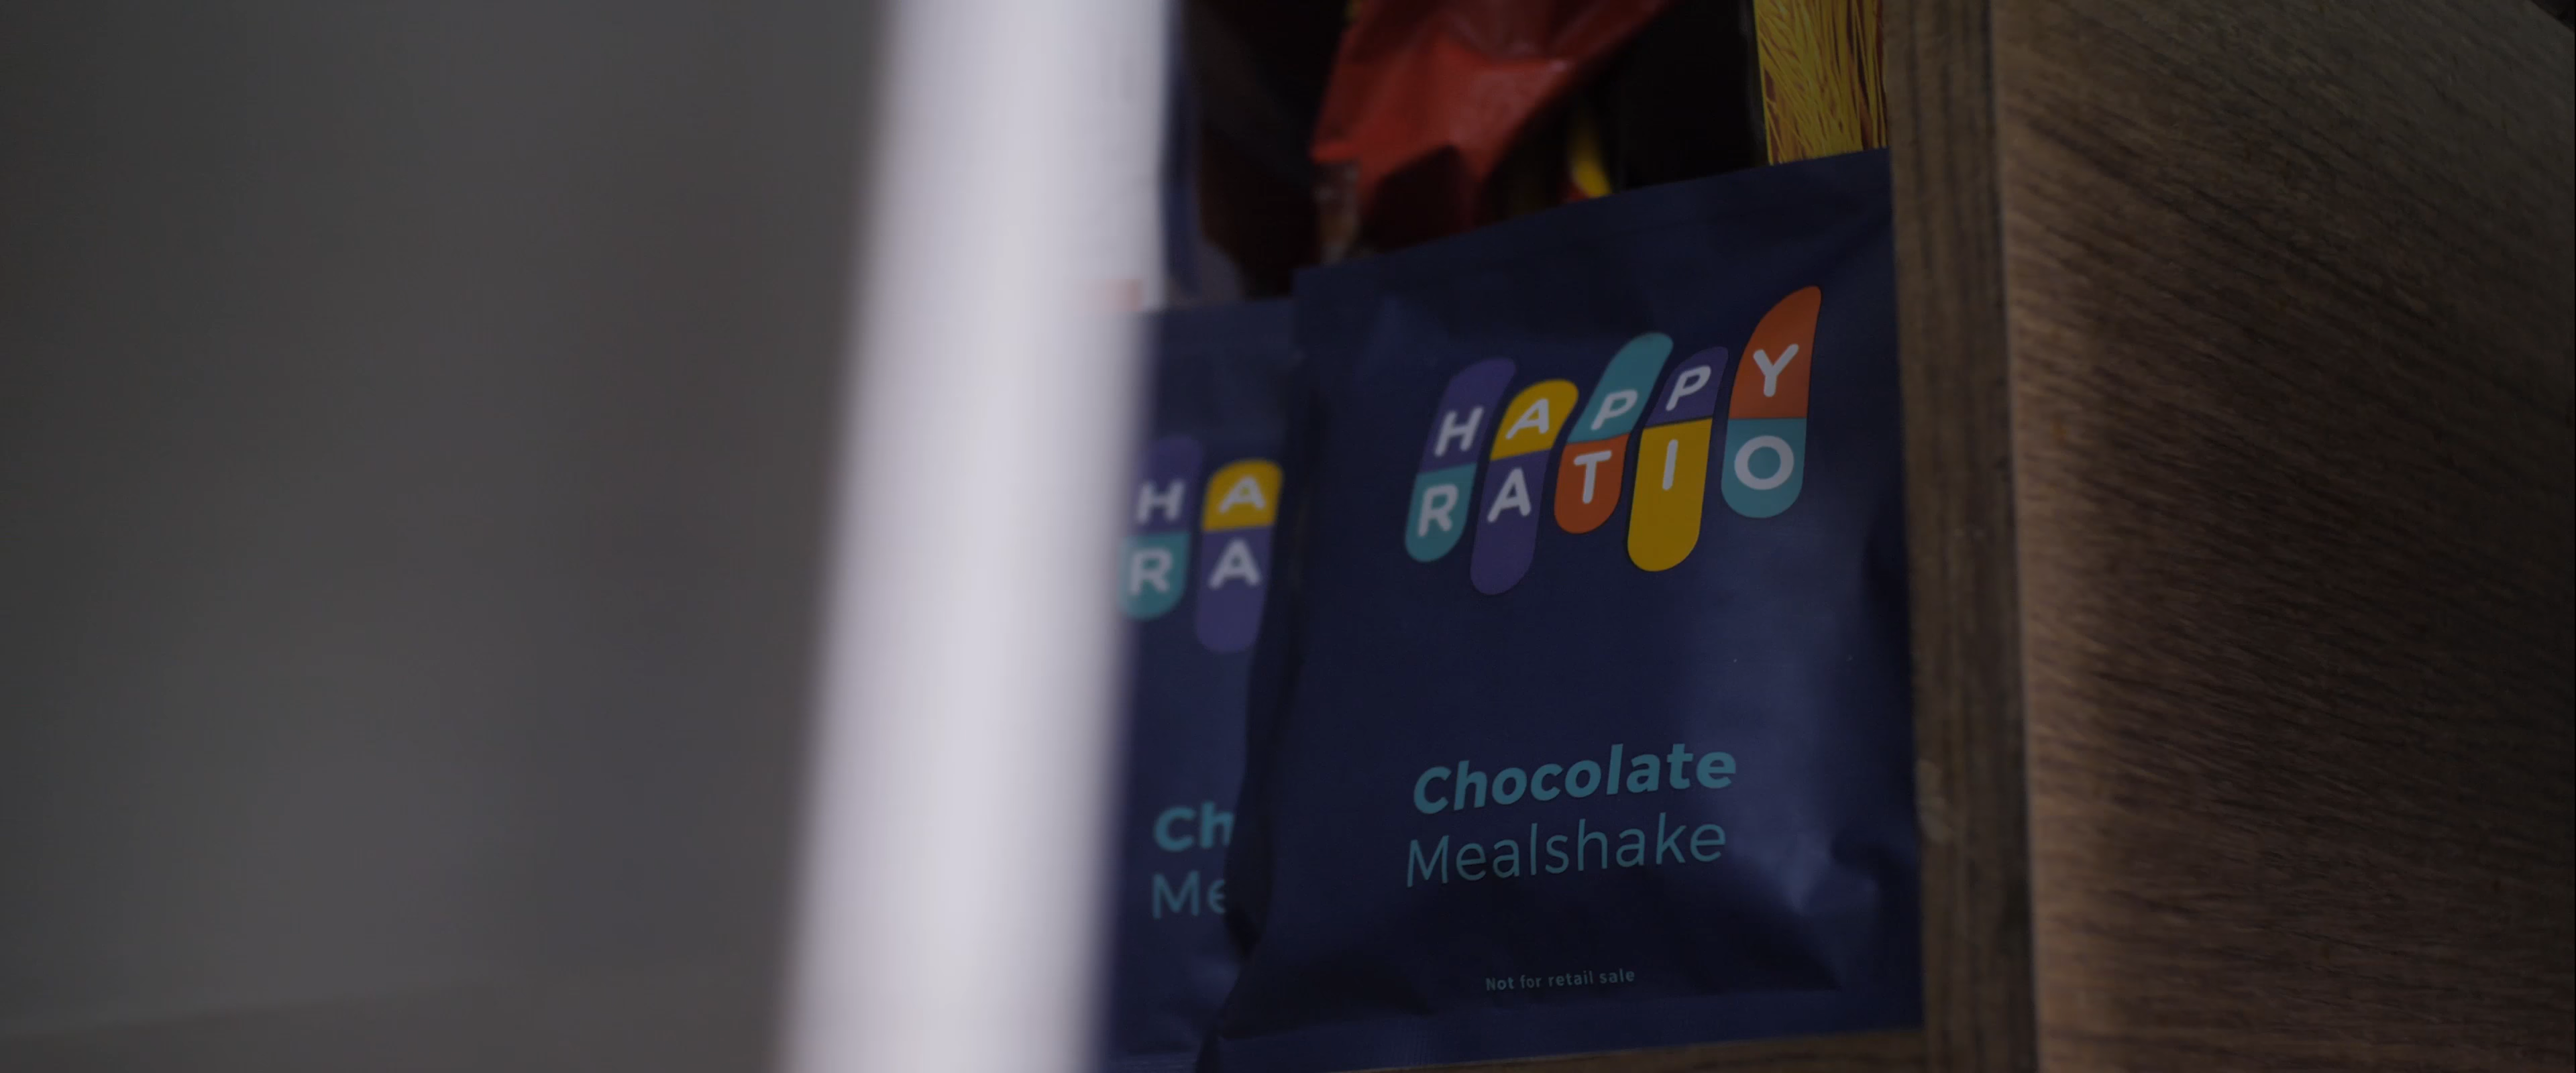 HA
RA
Ch
Me
HAPPY
RATIO
Chocolate
Mealshake
Not for retail sale